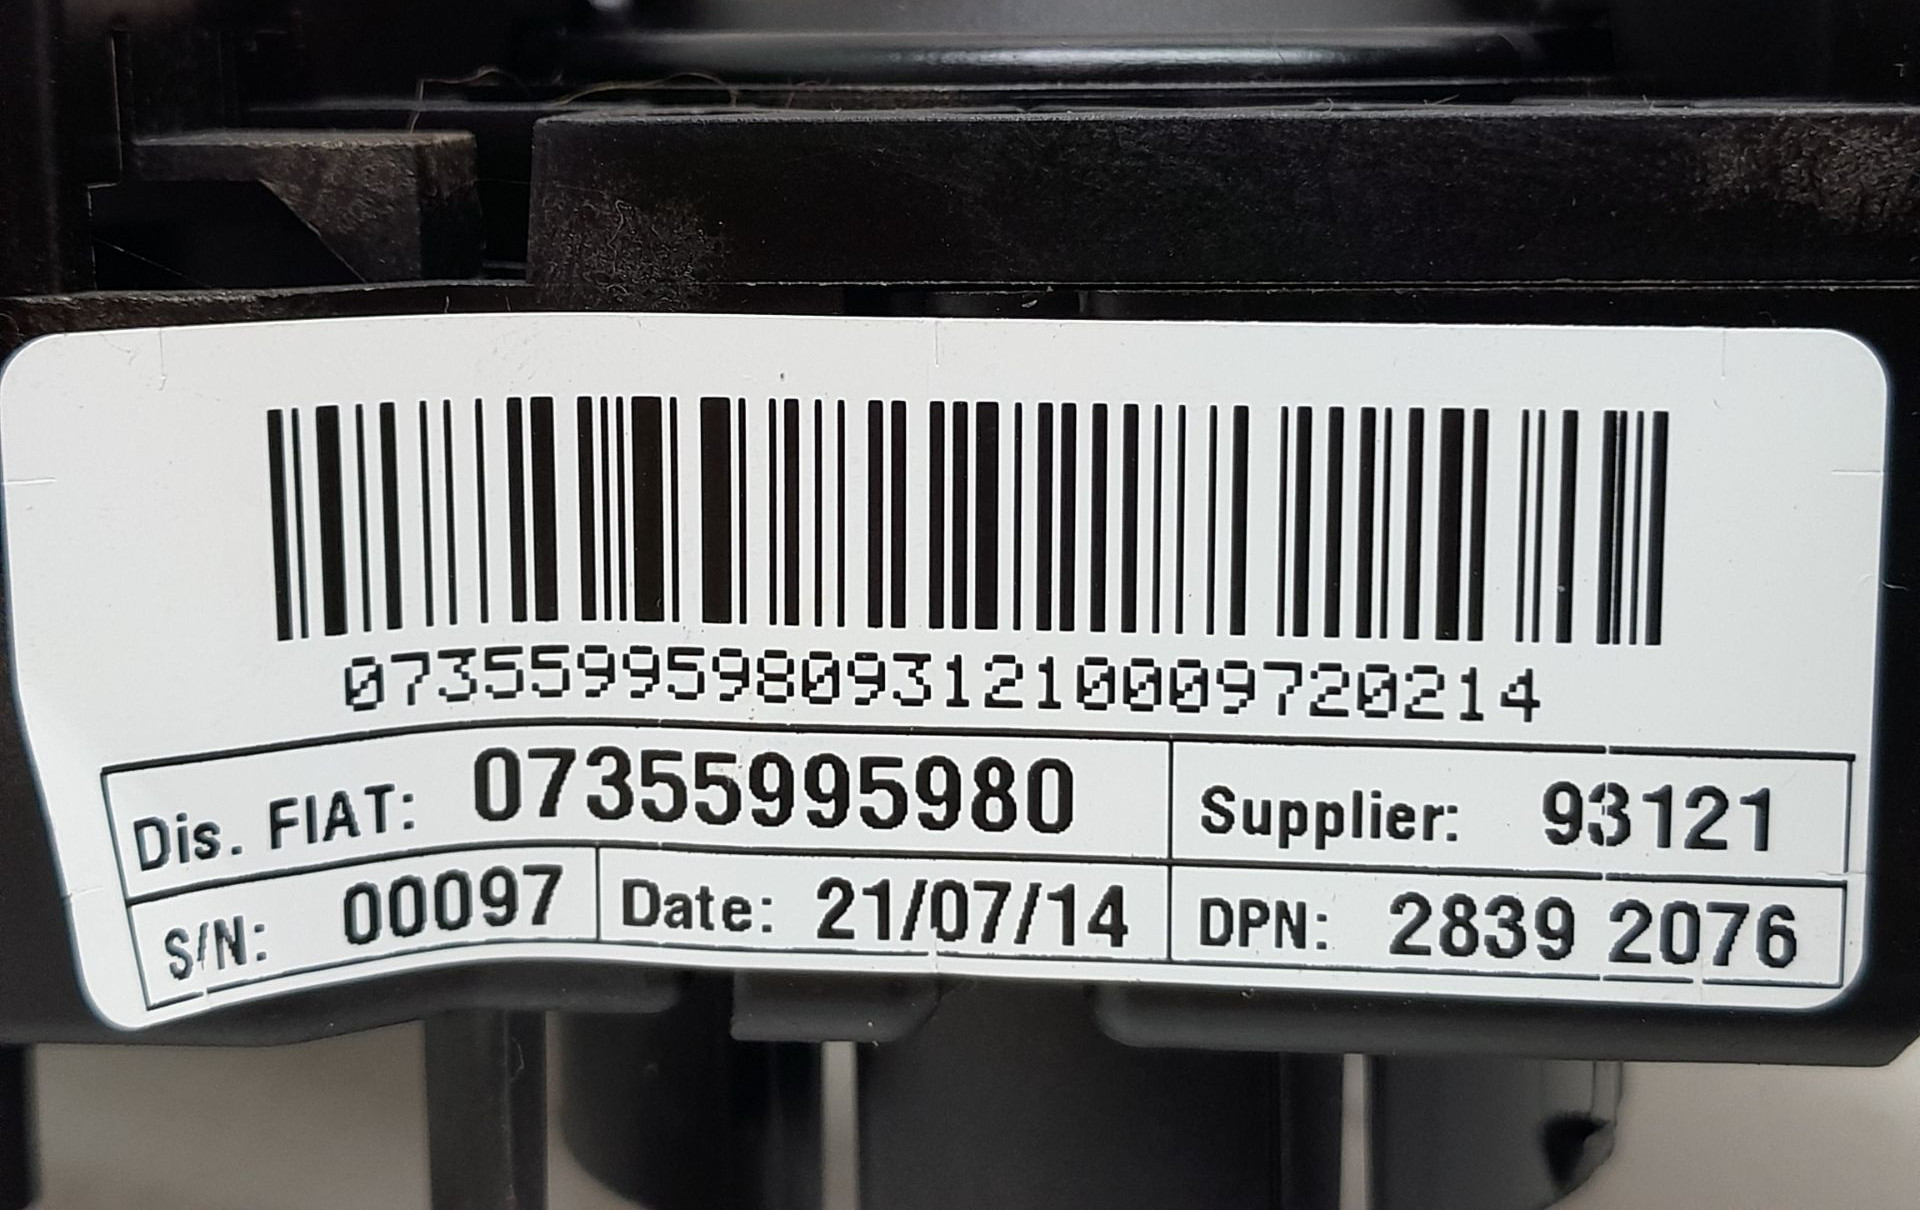 07355995980931210009720214
Dis. FIAT: 07355995980 Supplier: 93121
S/N: 00097 Date: 21/07/14 DPN: 2839 2076